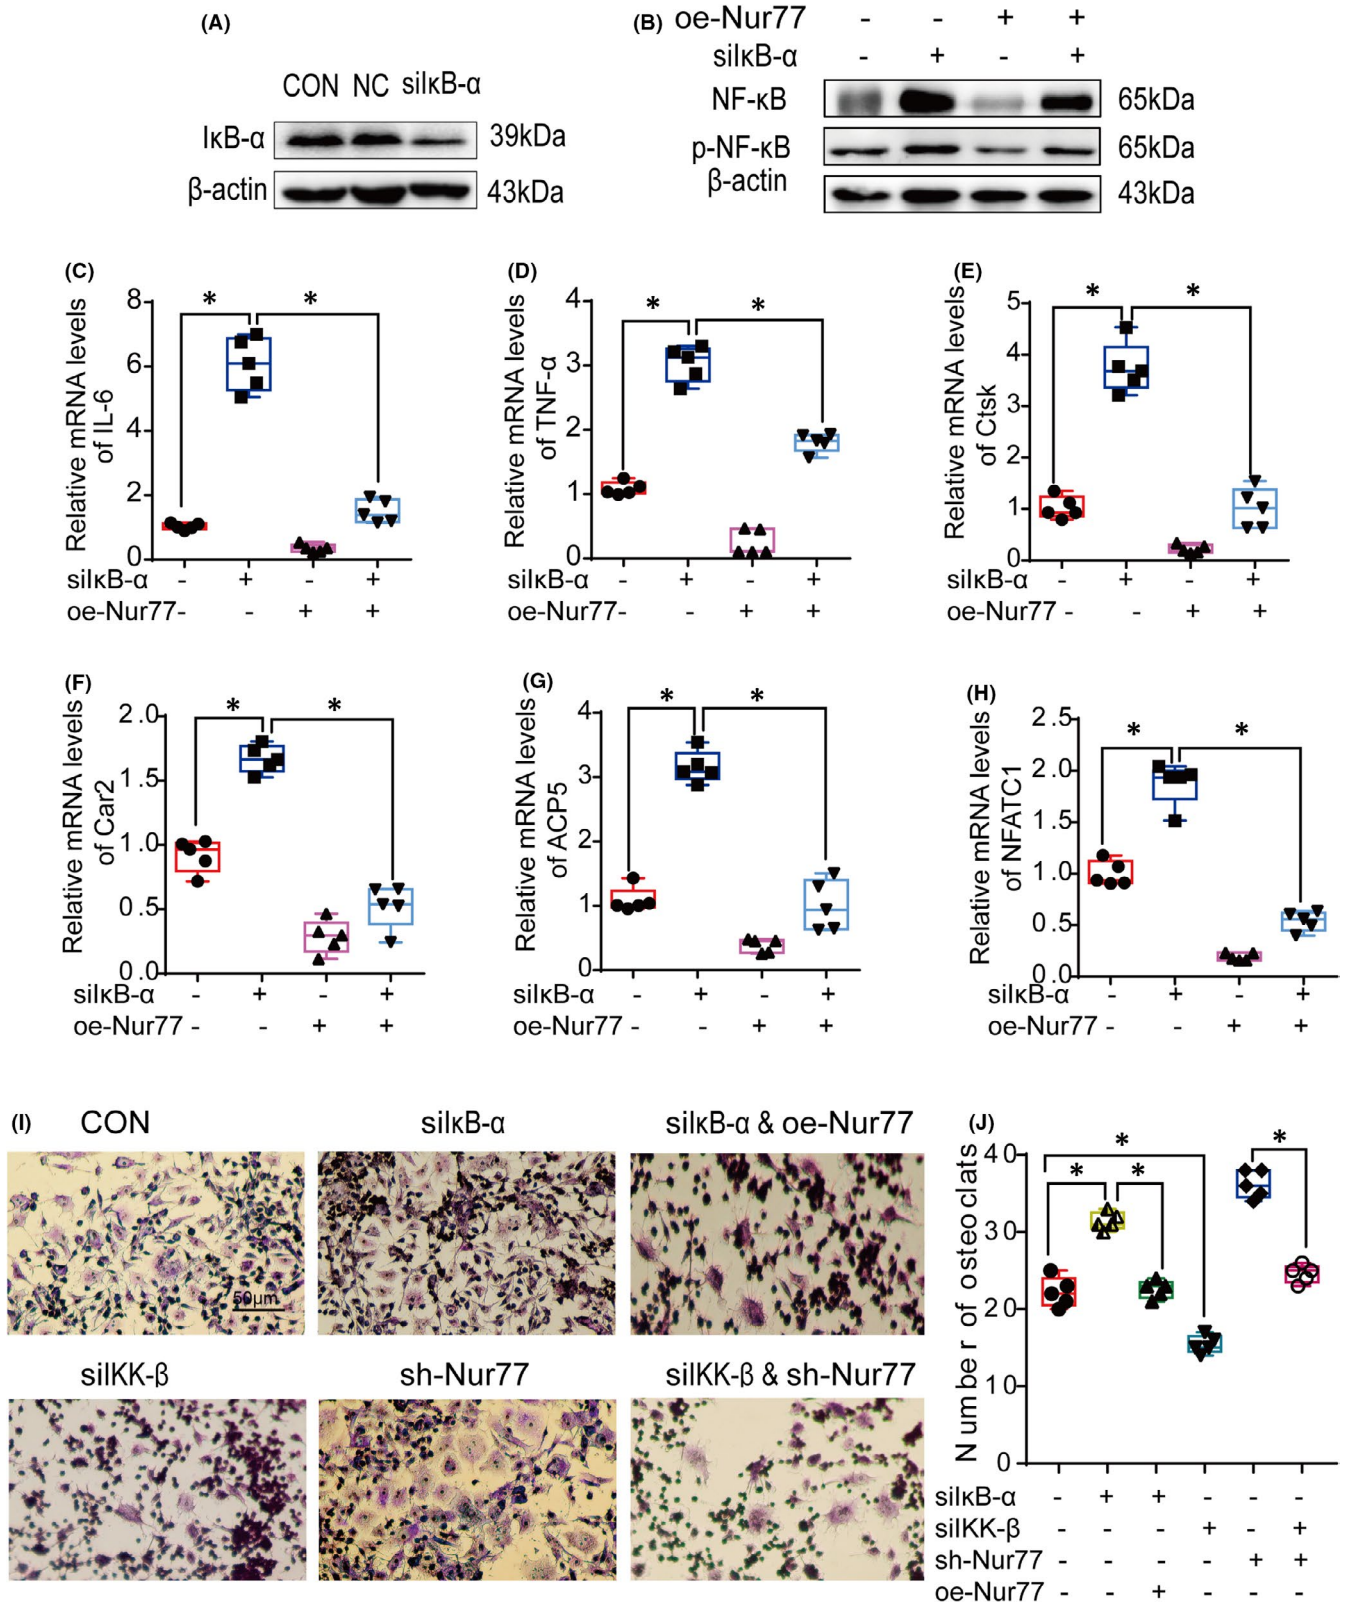 (A)
CON NC siIκB-α
IκB-α 39kDa
β-actin 43kDa
(B) oe-Nur77 - - + +
siIκB-α - + - +
NF-κB 65kDa
p-NF-κB 65kDa
β-actin 43kDa
(C)
Relative mRNA levels
of IL-6
8
6
4
2
0
* *
siIκB-α - + - +
oe-Nur77 - - + +
(D)
Relative mRNA levels
of TNF-α
4
3
2
1
0
* *
siIκB-α - + - +
oe-Nur77 - - + +
(E)
Relative mRNA levels
of Ctsk
5
4
3
2
1
0
* *
siIκB-α - + - +
oe-Nur77 - - + +
(F)
Relative mRNA levels
of Car2
2.0
1.5
1.0
0.5
0.0
* *
siIκB-α - + - +
oe-Nur77 - - + +
(G)
Relative mRNA levels
of ACP5
4
3
2
1
0
* *
siIκB-α - + - +
oe-Nur77 - - + +
(H)
Relative mRNA levels
of NFATC1
2.5
2.0
1.5
1.0
0.5
0.0
* *
siIκB-α - + - +
oe-Nur77 - - + +
(I)
CON siIκB-α siIκB-α & oe-Nur77
50μm
siIKK-β sh-Nur77 siIKK-β & sh-Nur77
(J)
Number of osteoclats
40
30
20
10
0
* * * *
siIκB-α - + + - - -
siIKK-β - - - + - +
sh-Nur77 - - - - + +
oe-Nur77 - - + - - -